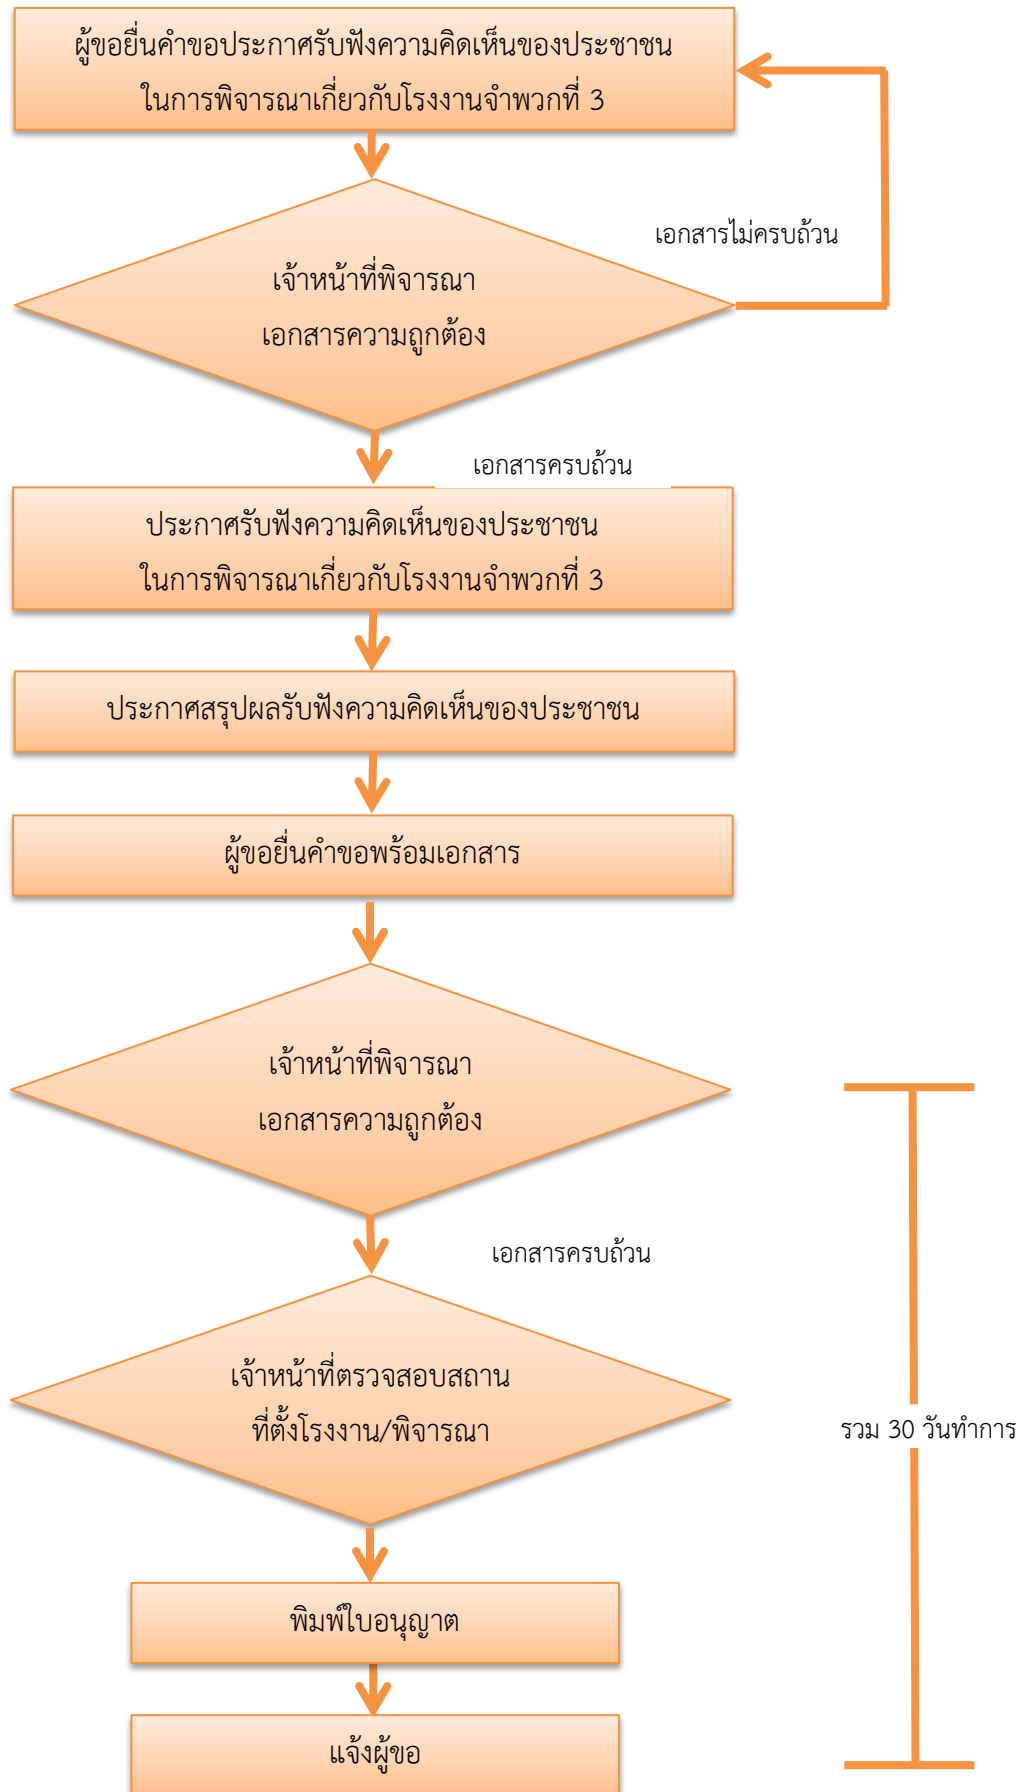 ผู้ขอยื่นคำขอประกาศรับฟังความคิดเห็นของประชาชน
ในการพิจารณาเกี่ยวกับโรงงานจำพวกที่ 3
เอกสารไม่ครบถ้วน
เจ้าหน้าที่พิจารณา
เอกสารความถูกต้อง
เอกสารครบถ้วน
ประกาศรับฟังความคิดเห็นของประชาชน
ในการพิจารณาเกี่ยวกับโรงงานจำพวกที่ 3
ประกาศสรุปผลรับฟังความคิดเห็นของประชาชน
ผู้ขอยื่นคำขอพร้อมเอกสาร
เจ้าหน้าที่พิจารณา
เอกสารความถูกต้อง
เอกสารครบถ้วน
เจ้าหน้าที่ตรวจสอบสถาน
ที่ตั้งโรงงาน/พิจารณา
รวม 30 วันทำการ
พิมพ์ใบอนุญาต
แจ้งผู้ขอ